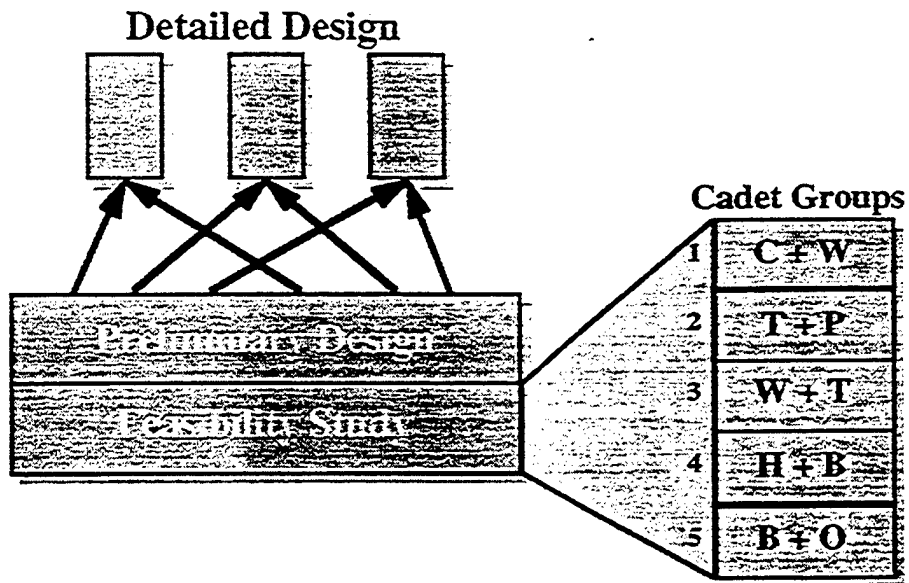 Detailed Design
Cadet Groups
1 C + W
2 T + P
Preliminary Design
3 W + T
Feasibility Study
4 H + B
5 B + O